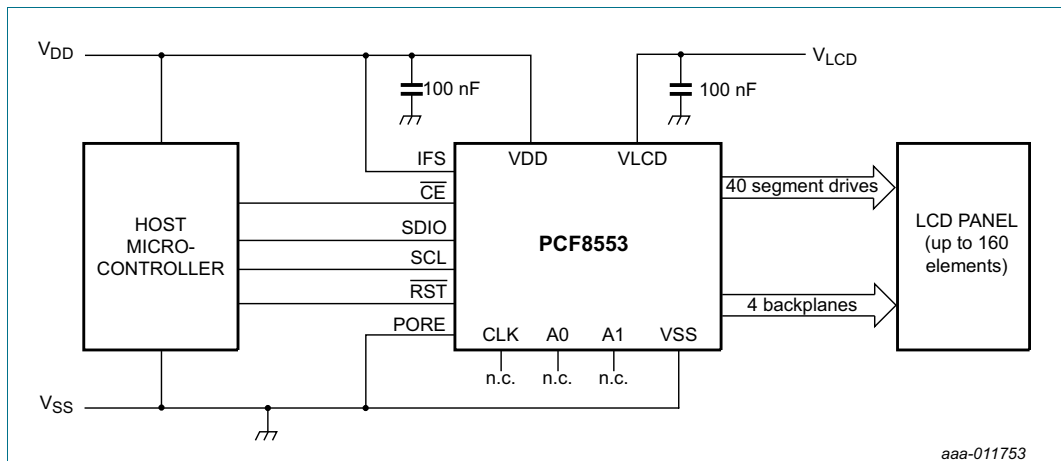 VDD
100 nF
VLCD
100 nF
IFS
CE
SDIO
SCL
RST
PORE
VDD
VLCD
PCF8553
CLK
A0
A1
VSS
n.c.
n.c.
n.c.
HOST
MICRO-
CONTROLLER
40 segment drives
4 backplanes
LCD PANEL
(up to 160
elements)
VSS
aaa-011753